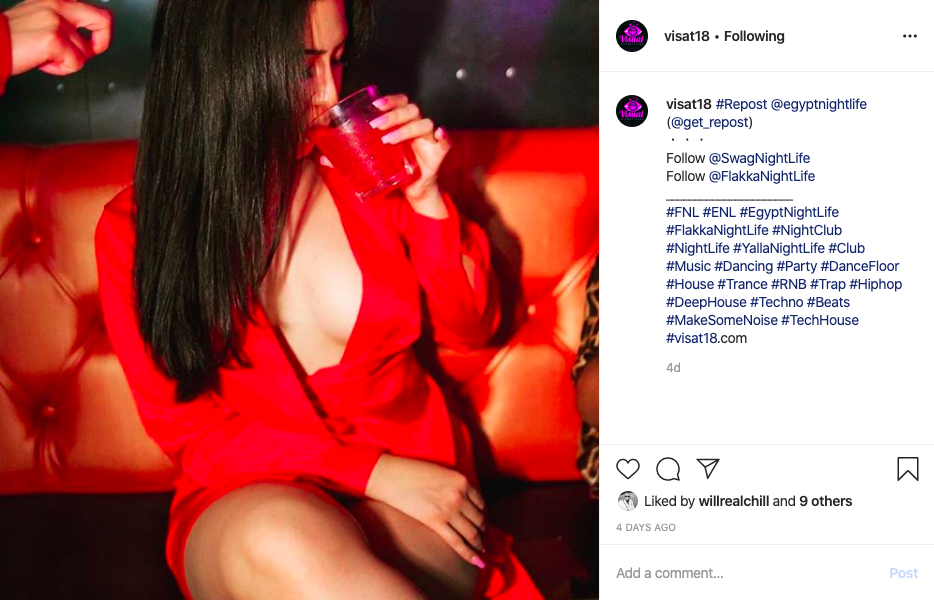 Visual
visat18 • Following
visat18 #Repost @egyptnightlife
(@get_repost)
・・・
Follow @SwagNightLife
Follow @FlakkaNightLife
______________________
#FNL #ENL #EgyptNightLife
#FlakkaNightLife #NightClub
#NightLife #YallaNightLife #Club
#Music #Dancing #Party #DanceFloor
#House #Trance #RNB #Trap #Hiphop
#DeepHouse #Techno #Beats
#MakeSomeNoise #TechHouse
#visat18.com
4d
Liked by willrealchill and 9 others
4 DAYS AGO
Add a comment...
Post